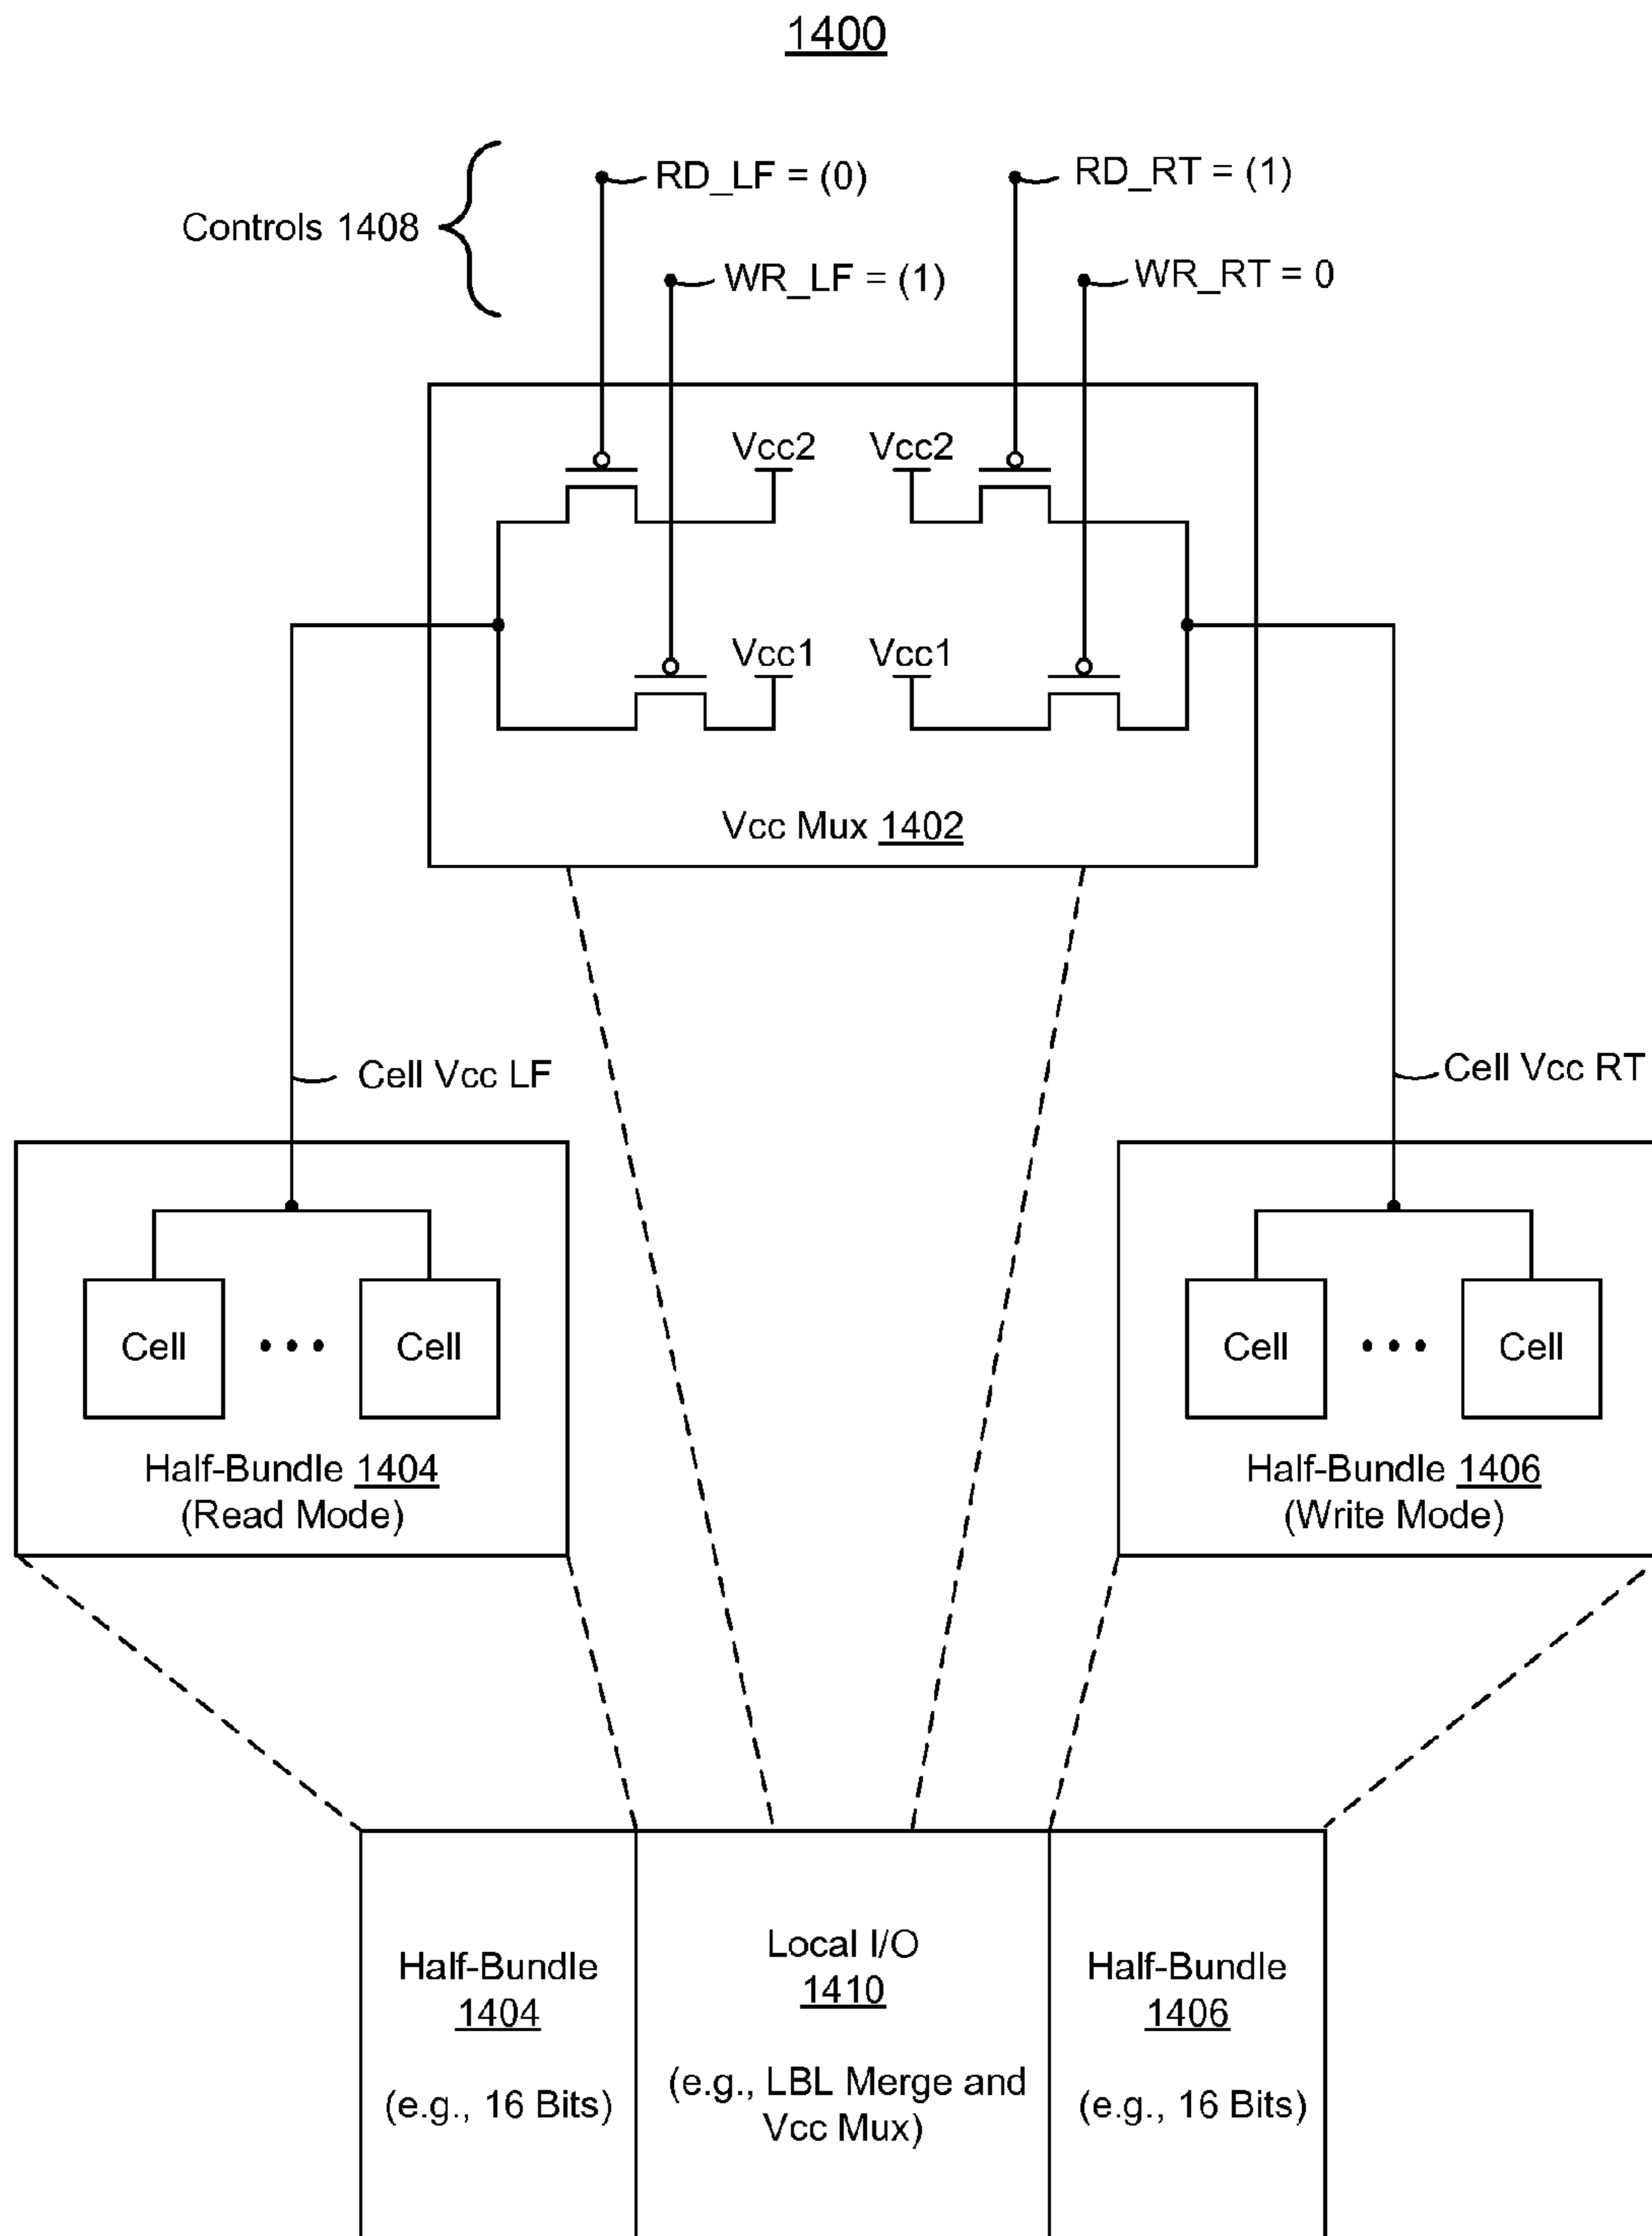 1400
Controls 1408
RD_LF = (0)
RD_RT = (1)
WR_LF = (1)
WR_RT = 0
Vcc2
Vcc2
Vcc1
Vcc1
Vcc Mux 1402
Cell Vcc LF
Cell Vcc RT
Cell
Cell
Half-Bundle 1404
(Read Mode)
Cell
Cell
Half-Bundle 1406
(Write Mode)
Half-Bundle
1404
(e.g., 16 Bits)
Local I/O
1410
(e.g., LBL Merge and
Vcc Mux)
Half-Bundle
1406
(e.g., 16 Bits)